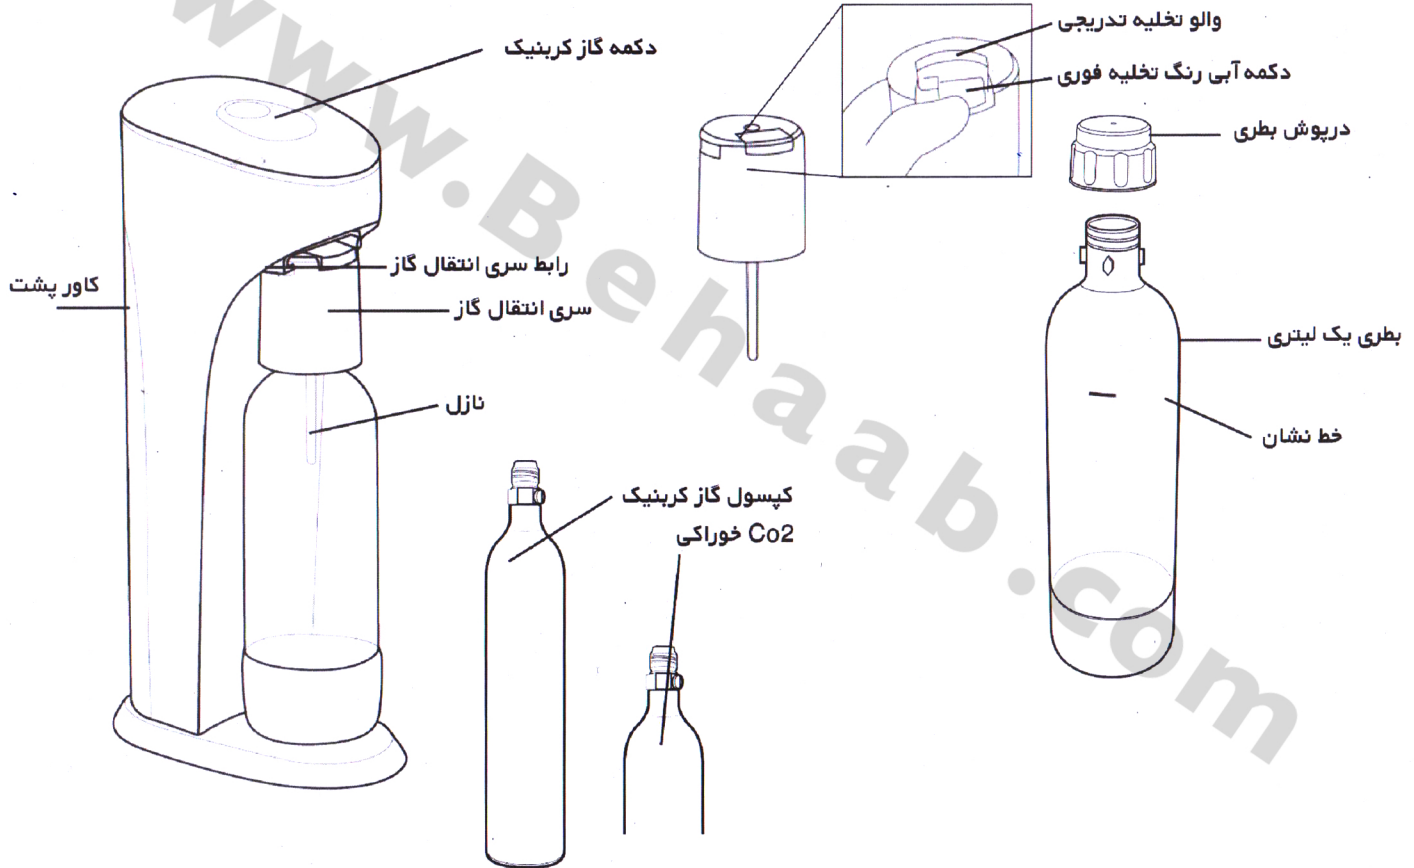 والو تخلیه تدریجی
دکمه آبی رنگ تخلیه فوری
درپوش بطری
بطری یک لیتری
خط نشان
دکمه گاز کربنیک
رابط سری انتقال گاز
سری انتقال گاز
کاور پشت
نازل
کپسول گاز کربنیک
Co2 خوراکی
www.Behaab.com